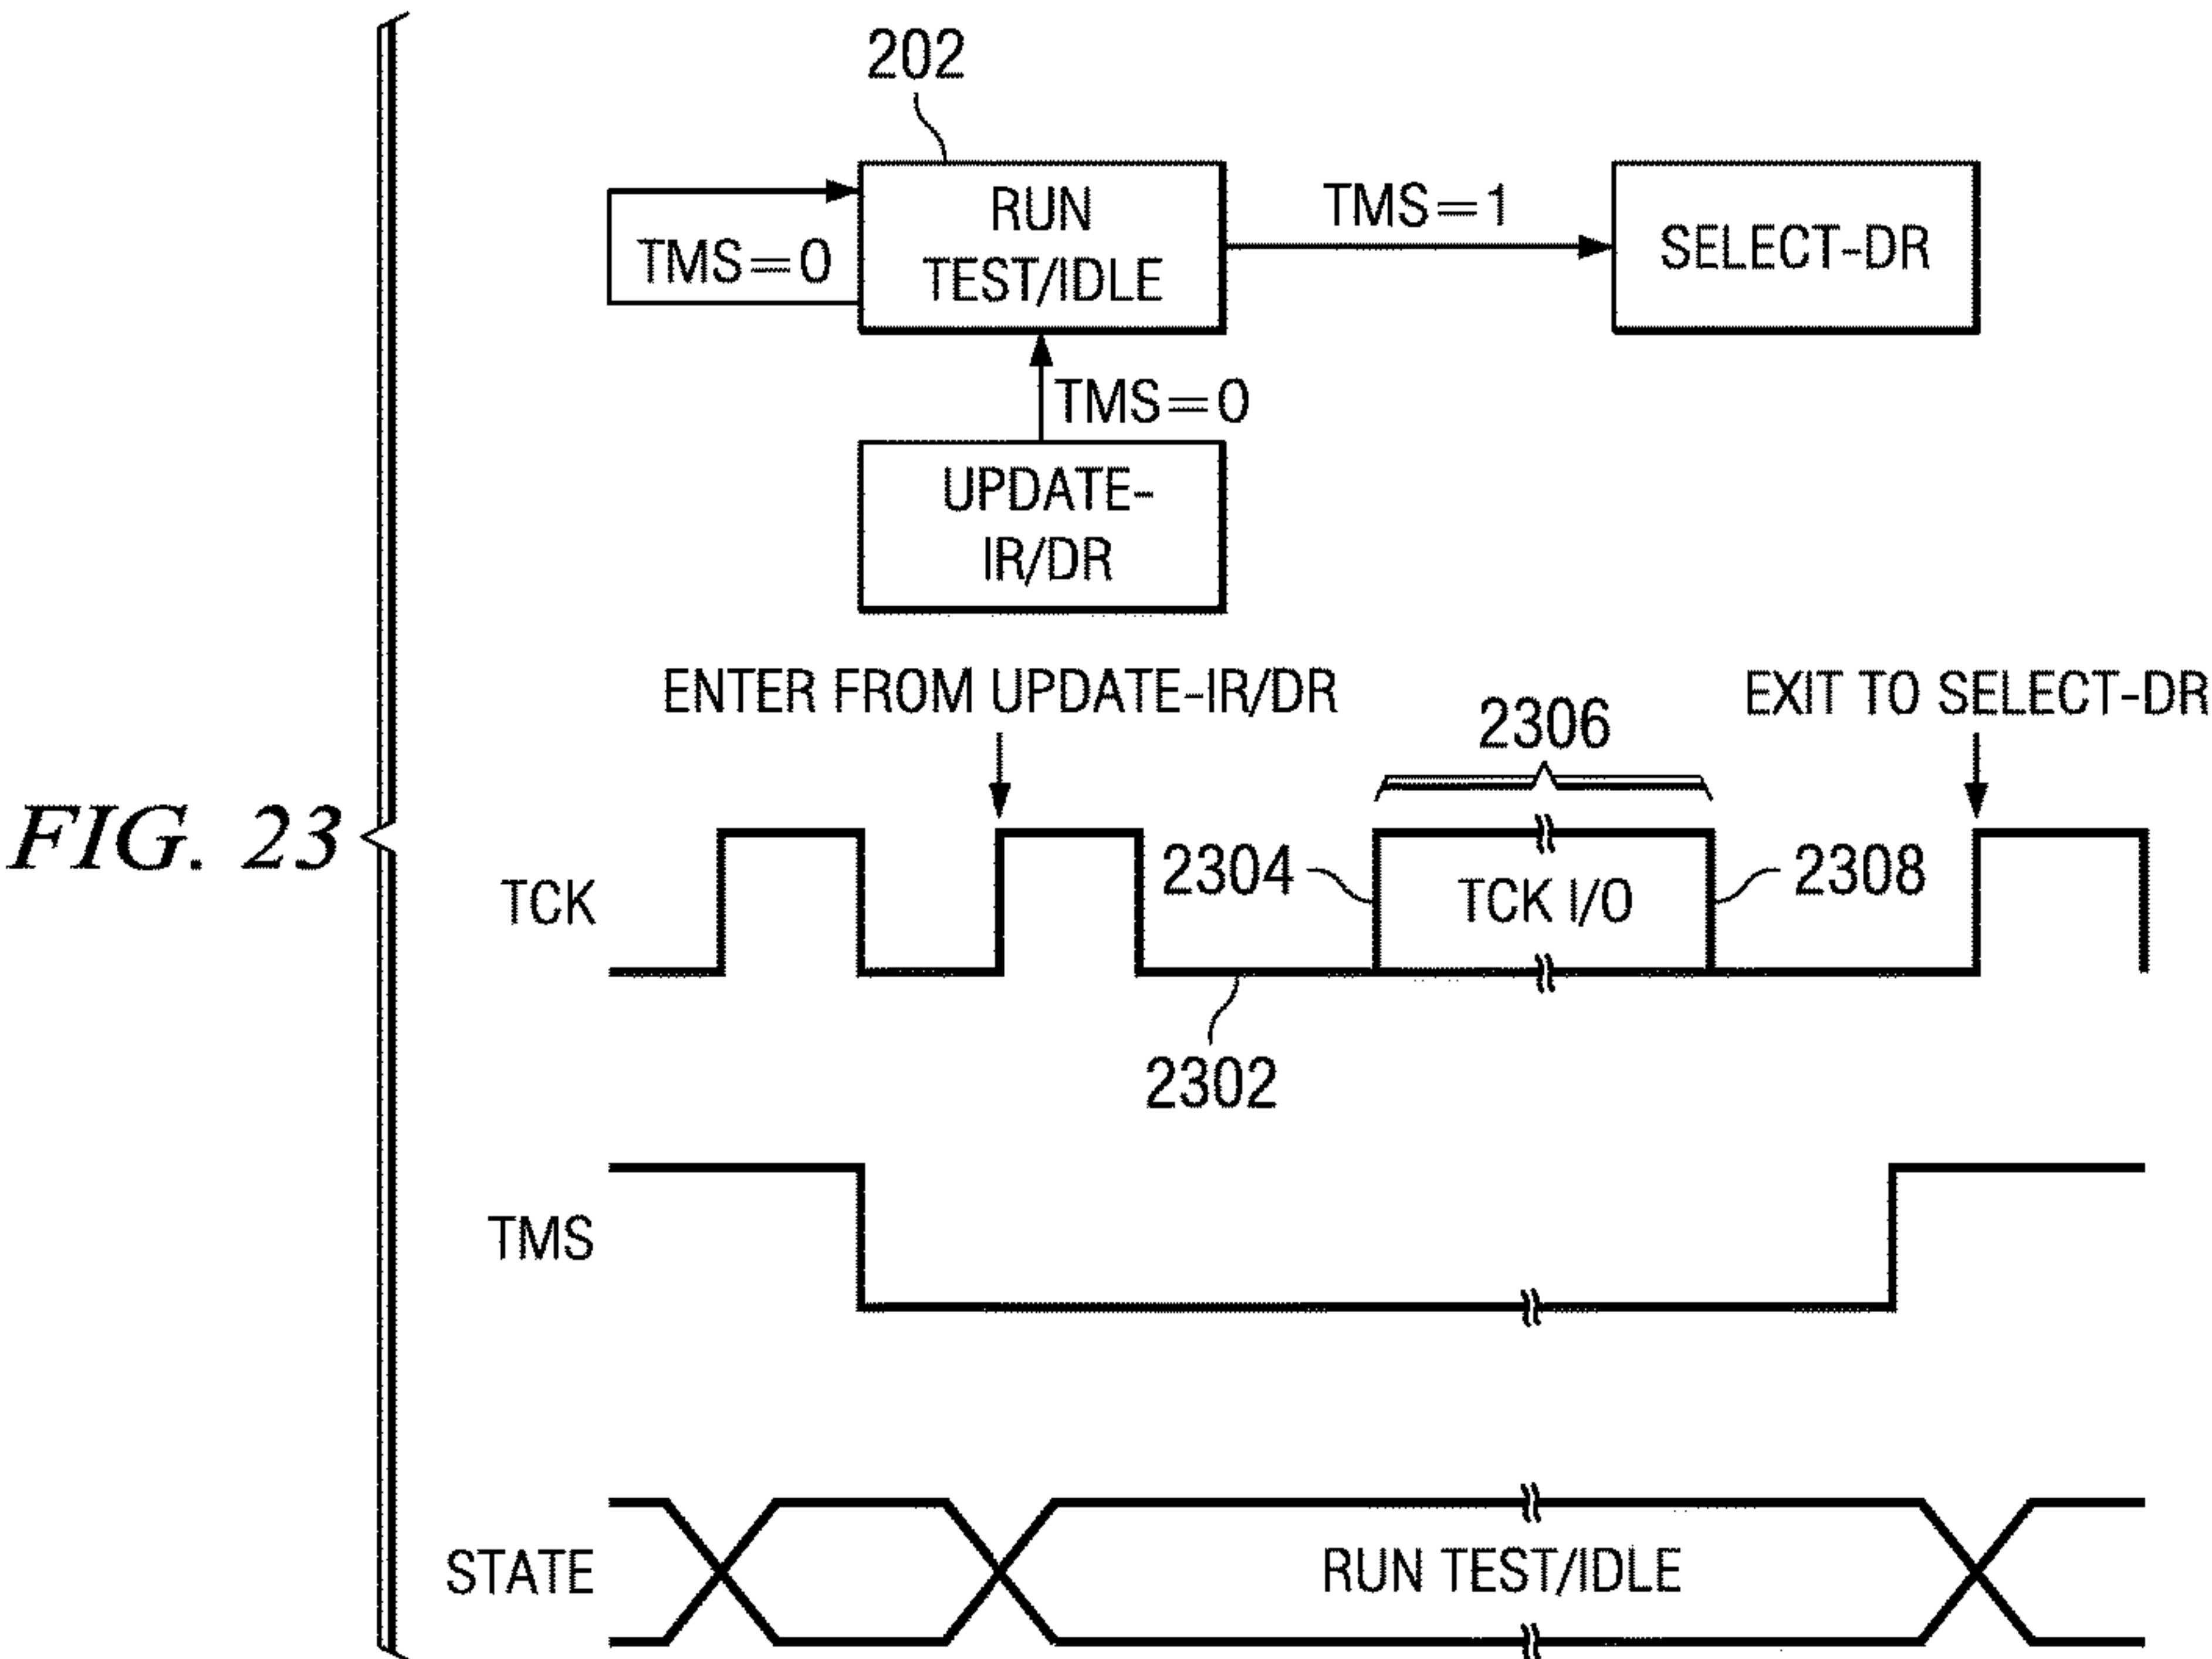 202
RUN
TEST/IDLE
TMS=0
TMS=1
SELECT-DR
TMS=0
UPDATE-
IR/DR
ENTER FROM UPDATE-IR/DR
2306
EXIT TO SELECT-DR
FIG. 23
TCK
2304
TCK I/O
2308
2302
TMS
STATE
RUN TEST/IDLE